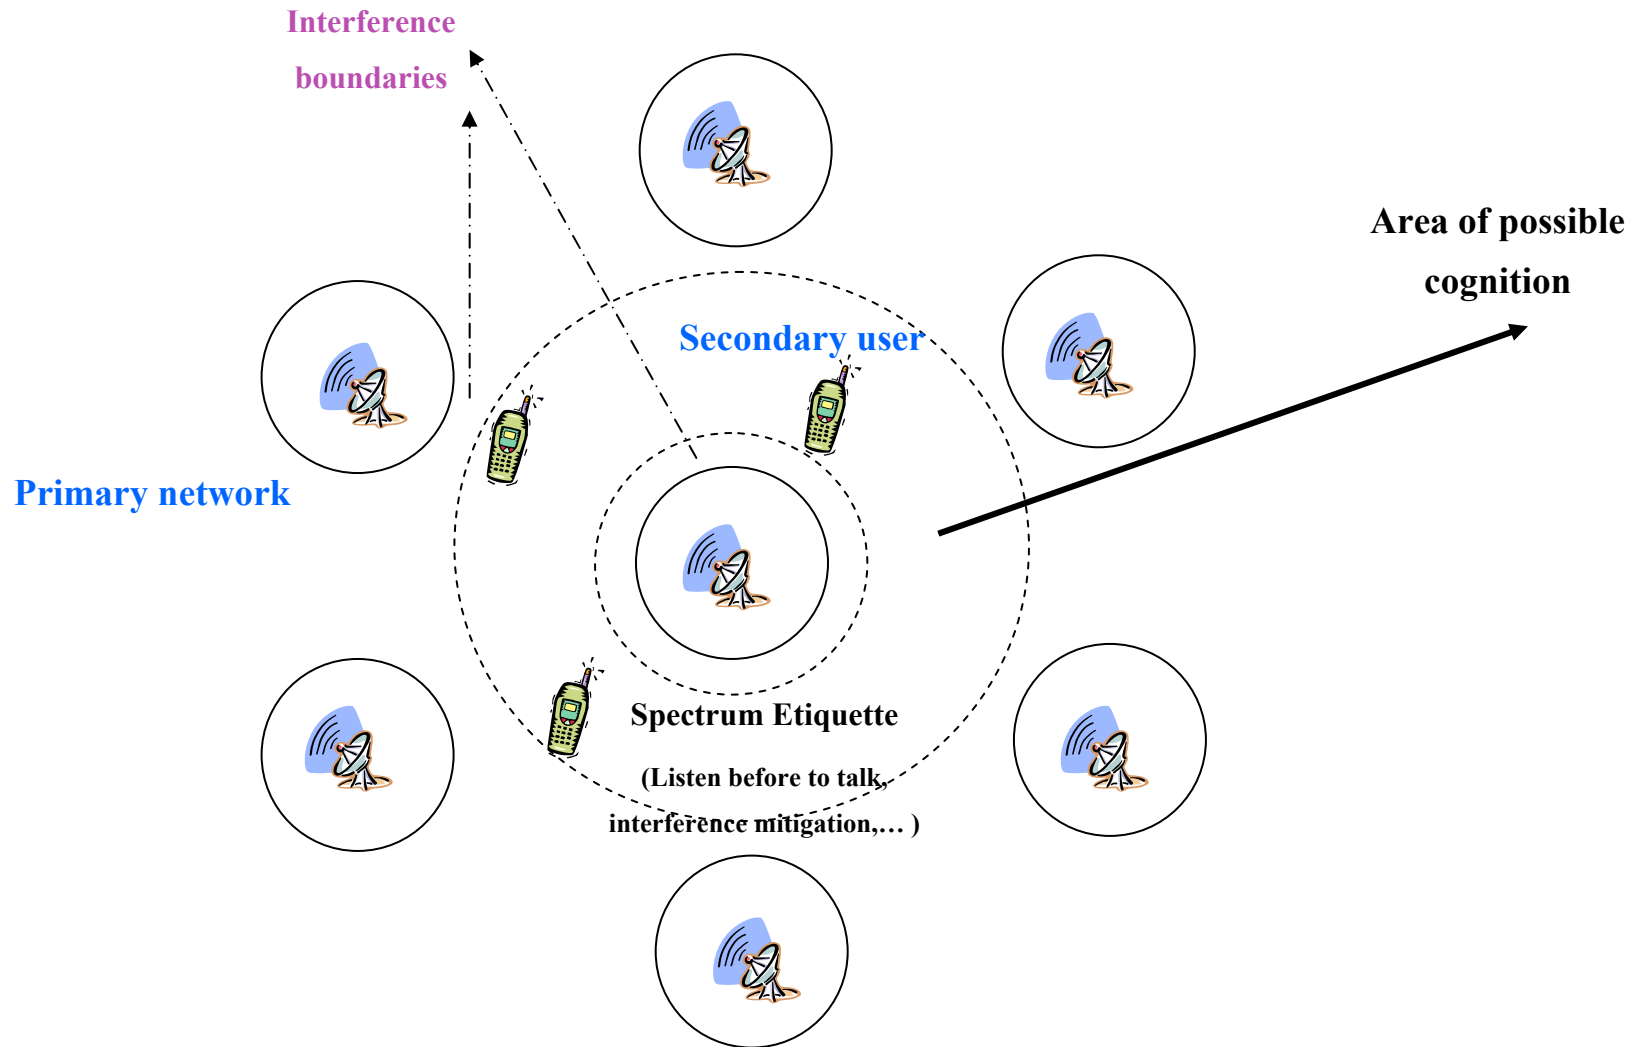 Interference
boundaries
Area of possible
cognition
Secondary user
Primary network
Spectrum Etiquette
(Listen before to talk,
interference mitigation,… )